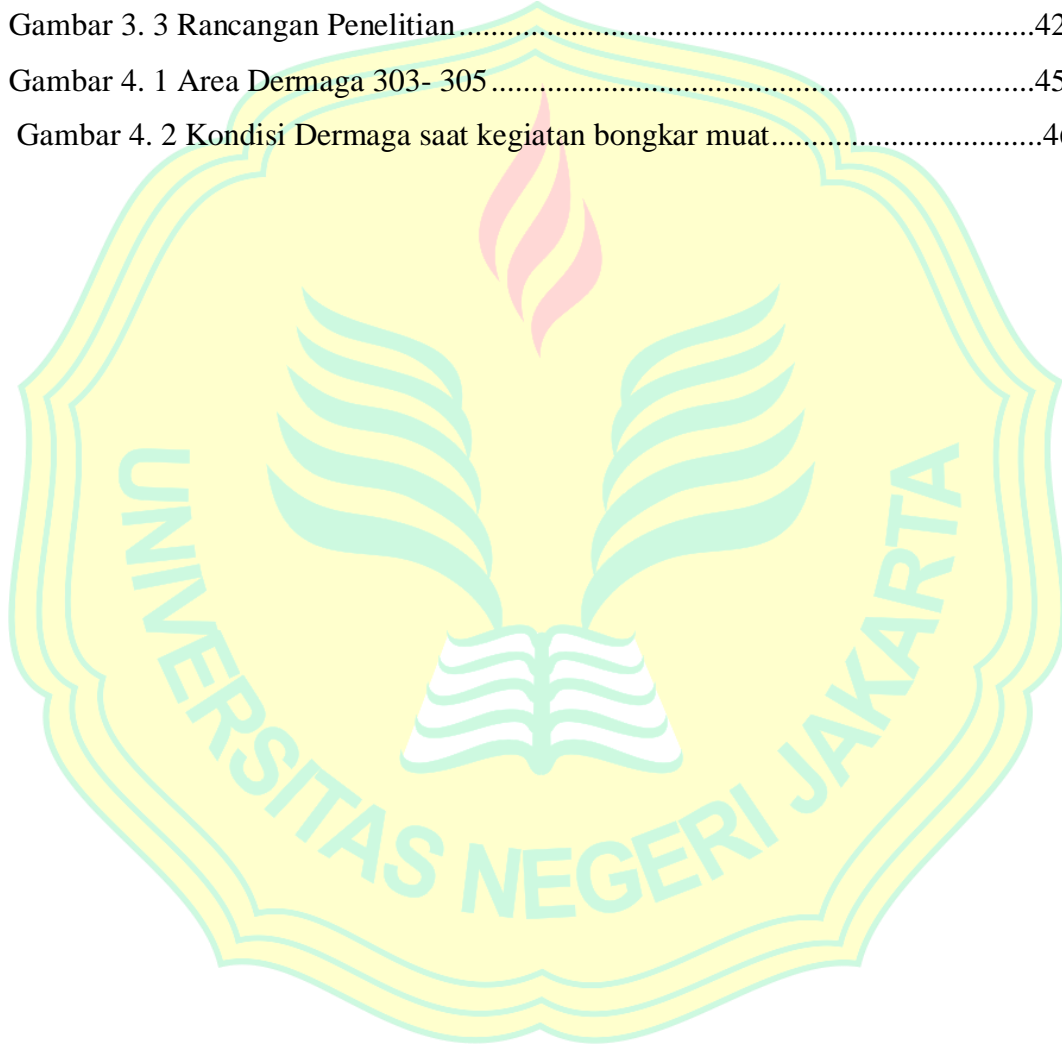 Gambar 3. 3 Rancangan Penelitian.......................................................................42
Gambar 4. 1 Area Dermaga 303- 305...................................................................45
Gambar 4. 2 Kondisi Dermaga saat kegiatan bongkar muat................................4
UNIVERSITAS NEGERI JAKARTA